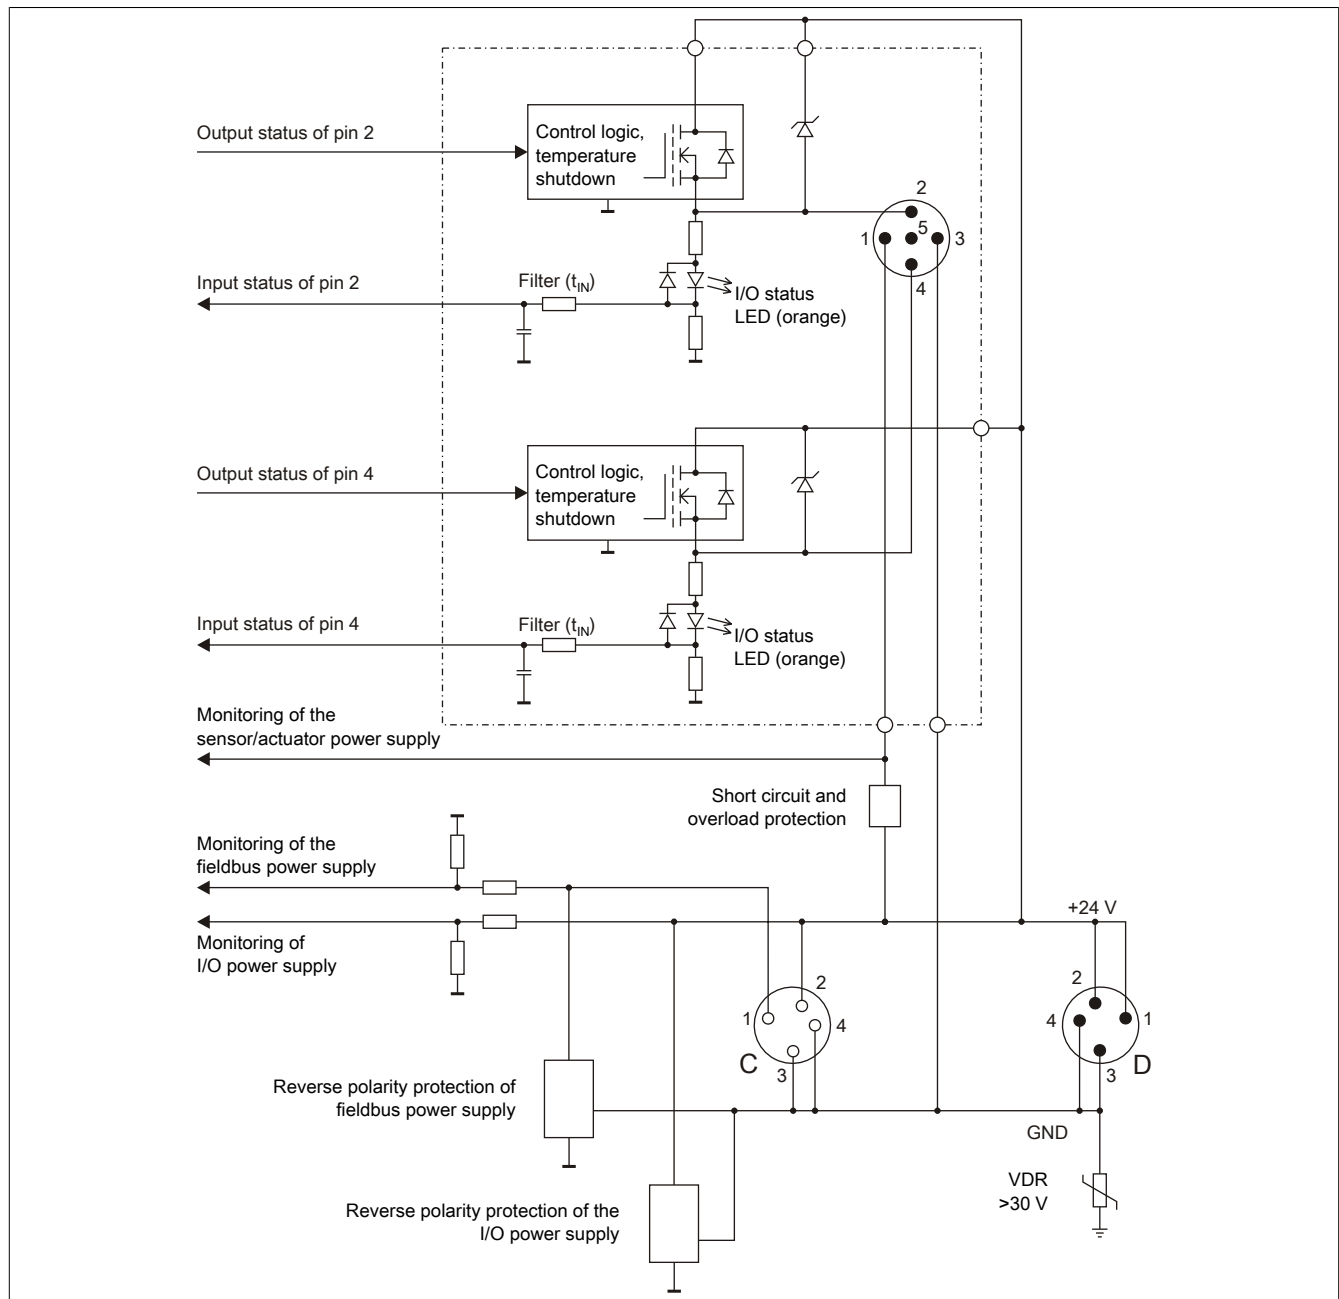 Output status of pin 2
Control logic,
temperature
shutdown
2
1
5
3
4
Input status of pin 2
Filter (tIN)
I/O status
LED (orange)
Output status of pin 4
Control logic,
temperature
shutdown
Input status of pin 4
Filter (tIN)
I/O status
LED (orange)
Monitoring of the
sensor/actuator power supply
Short circuit and
overload protection
Monitoring of the
fieldbus power supply
+24 V
Monitoring of
I/O power supply
2
1
4
3
C
2
4
1
3
D
Reverse polarity protection of
fieldbus power supply
GND
VDR
>30 V
Reverse polarity protection of the
I/O power supply